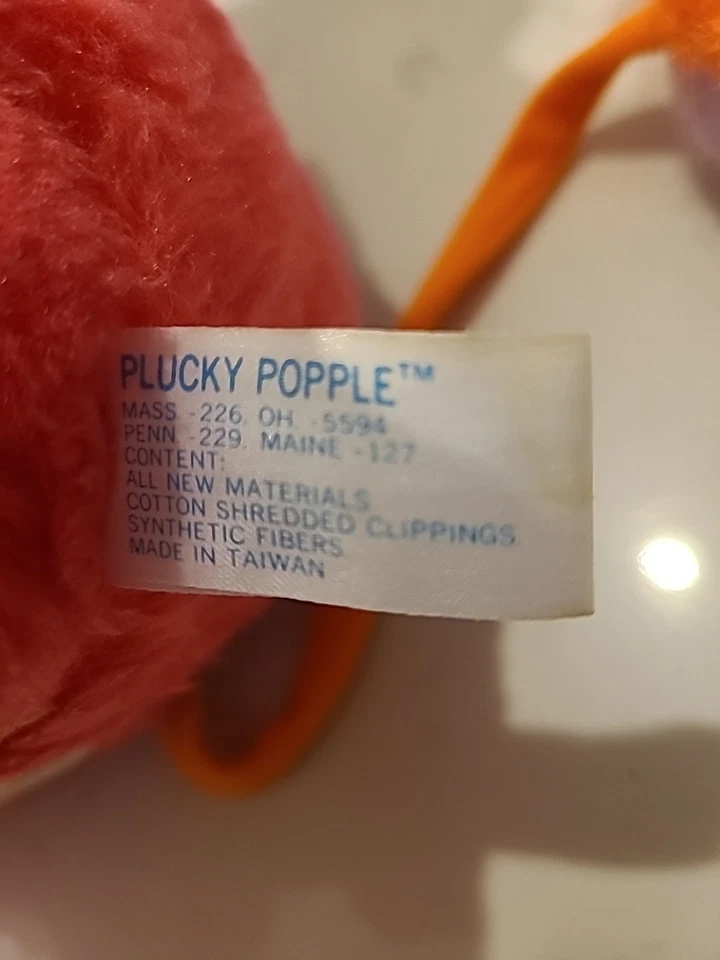 PLUCKY POPPLE™
MASS. -226. OH. -5594
PENN. -229. MAINE -127
CONTENT:
ALL NEW MATERIALS
COTTON SHREDDED CLIPPINGS
SYNTHETIC FIBERS
MADE IN TAIWAN